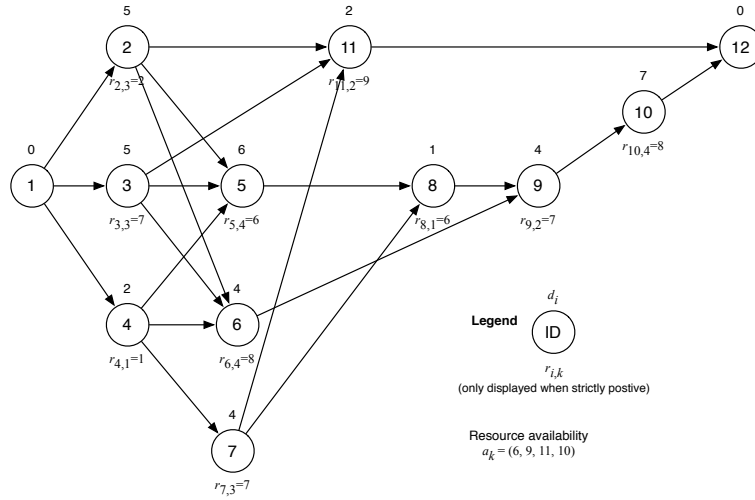 5
2
r2,3=2
2
11
r11,2=9
0
12
7
10
r10,4=8
0
1
5
3
r3,3=7
6
5
r5,4=6
1
8
r8,1=6
4
9
r9,2=7
2
4
r4,1=1
4
6
r6,4=8
4
7
r7,3=7
Legend
di
ID
ri,k
(only displayed when strictly postive)
Resource availability
ak = (6, 9, 11, 10)